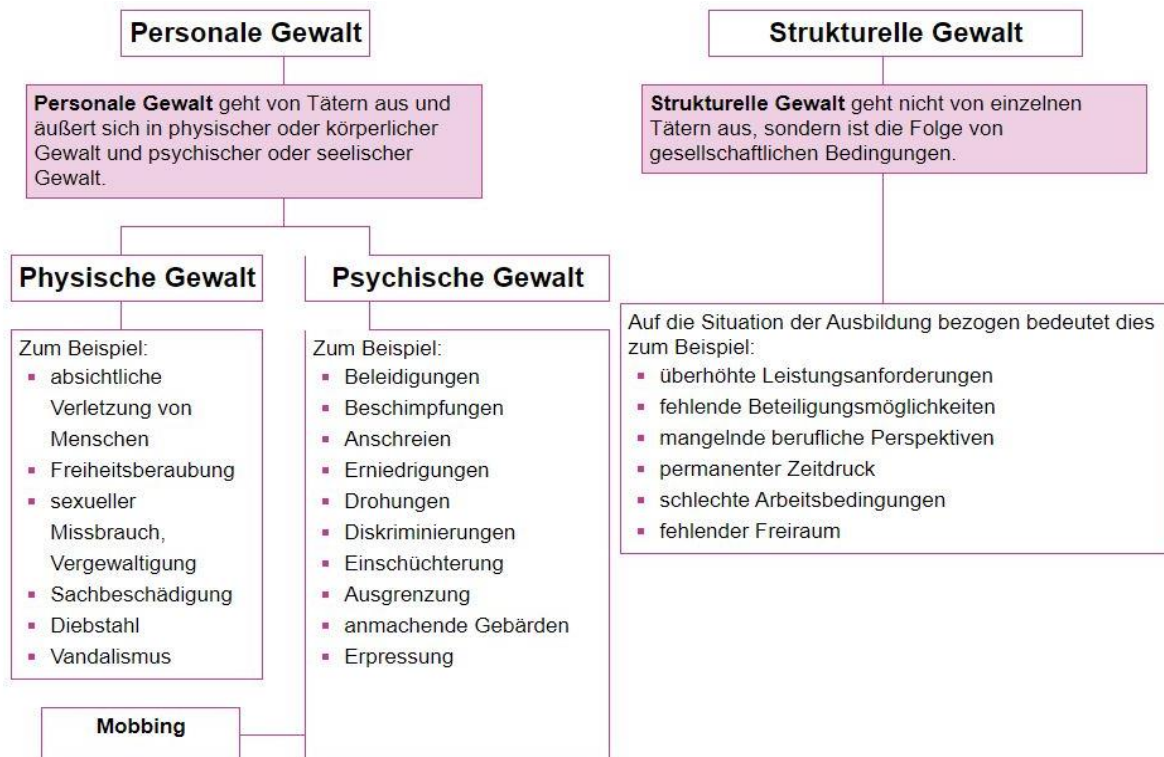 Personale Gewalt
Personale Gewalt geht von Tätern aus und
äußert sich in physischer oder körperlicher
Gewalt und psychischer oder seelischer
Gewalt.
Physische Gewalt
Zum Beispiel:
▪ absichtliche
Verletzung von
Menschen
▪ Freiheitsberaubung
▪ sexueller
Missbrauch,
Vergewaltigung
▪ Sachbeschädigung
▪ Diebstahl
▪ Vandalismus
Psychische Gewalt
Zum Beispiel:
▪ Beleidigungen
▪ Beschimpfungen
▪ Anschreien
▪ Erniedrigungen
▪ Drohungen
▪ Diskriminierungen
▪ Einschüchterung
▪ Ausgrenzung
▪ anmachende Gebärden
▪ Erpressung
Mobbing
Strukturelle Gewalt
Strukturelle Gewalt geht nicht von einzelnen
Tätern aus, sondern ist die Folge von
gesellschaftlichen Bedingungen.
Auf die Situation der Ausbildung bezogen bedeutet dies
zum Beispiel:
▪ überhöhte Leistungsanforderungen
▪ fehlende Beteiligungsmöglichkeiten
▪ mangelnde berufliche Perspektiven
▪ permanenter Zeitdruck
▪ schlechte Arbeitsbedingungen
▪ fehlender Freiraum